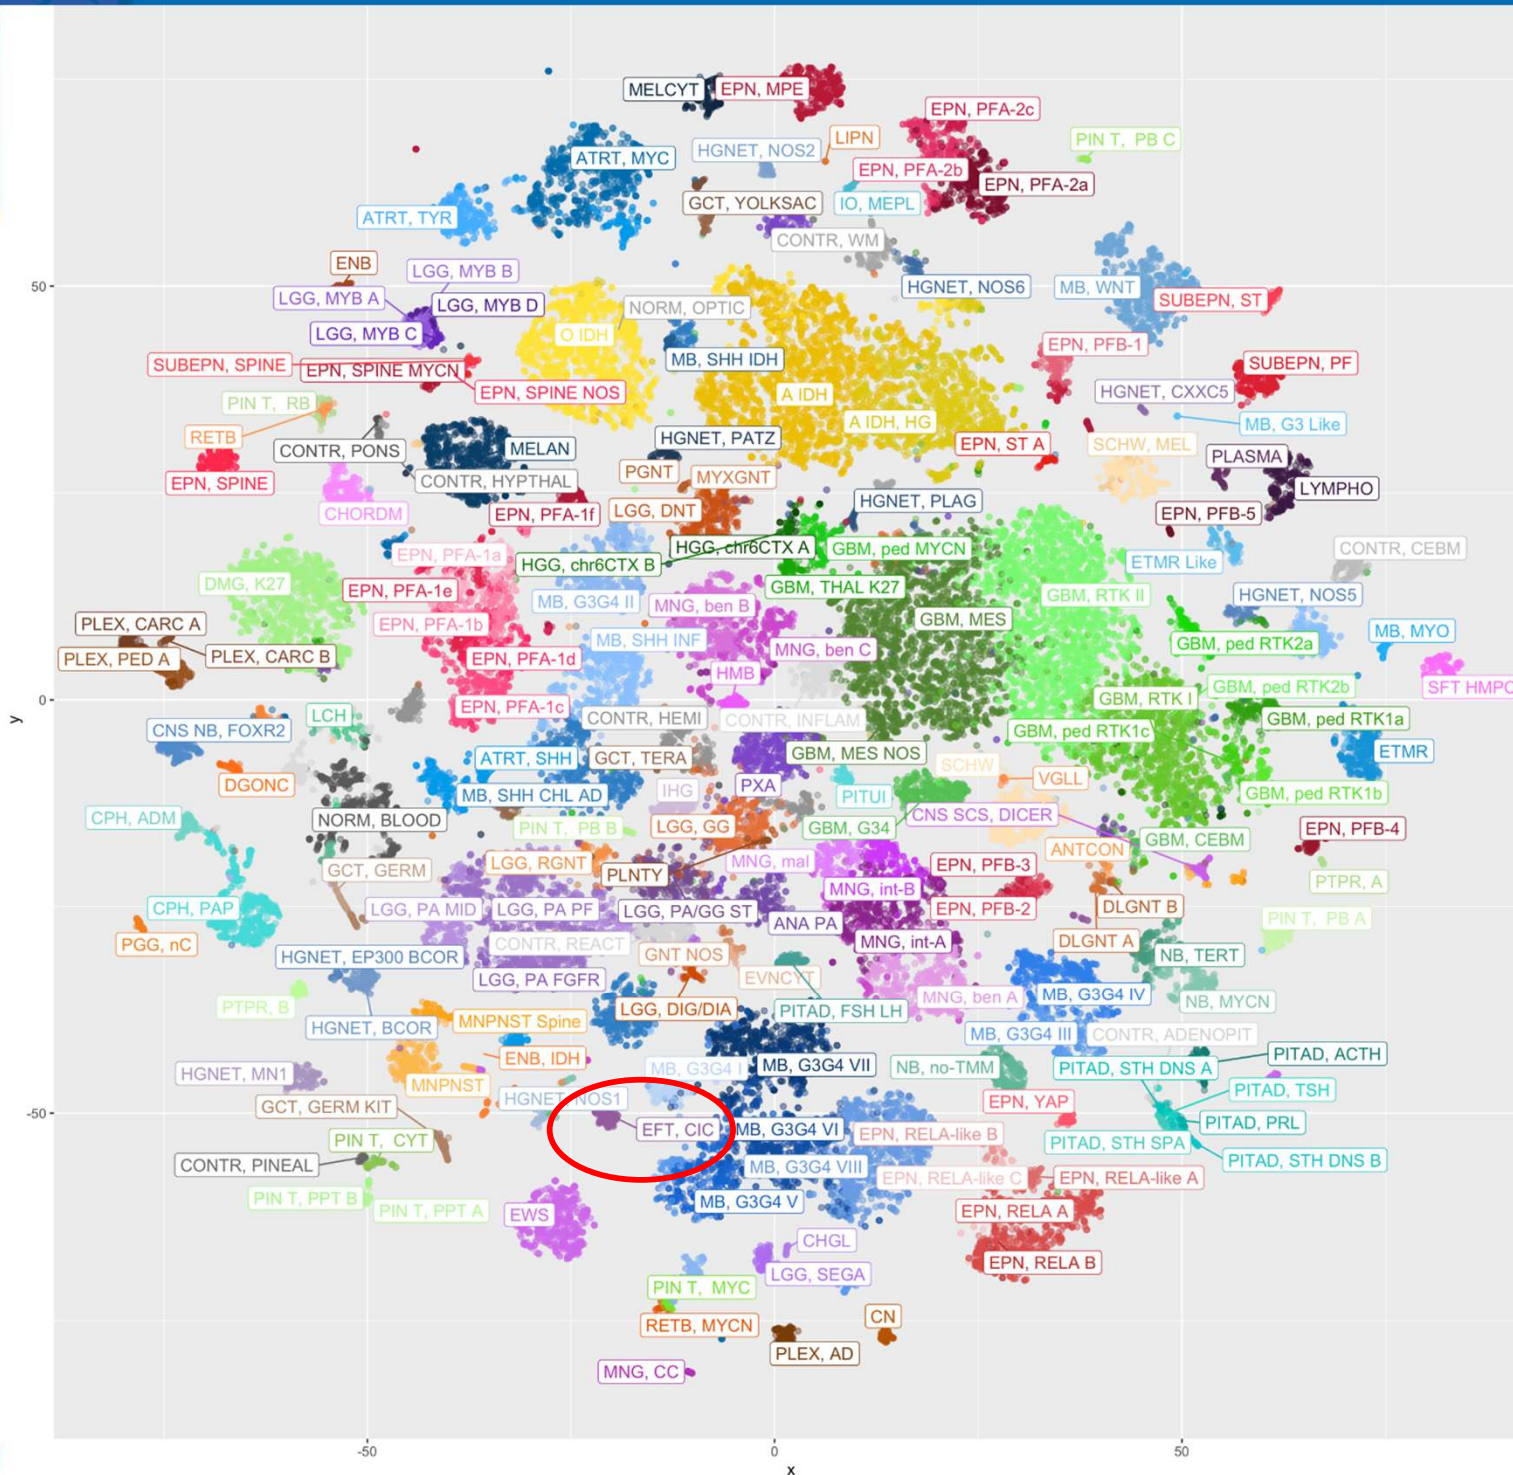 MELCYT
EPN, MPE
EPN, PFA-2c
LIPN
PIN T,  PB C
HGNET, NOS2
ATRT, MYC
EPN, PFA-2b
EPN, PFA-2a
GCT, YOLKSAC
IO, MEPL
ATRT, TYR
CONTR, WM
ENB
LGG, MYB B
50
HGNET, NOS6
MB, WNT
LGG, MYB A
LGG, MYB D
SUBEPN, ST
NORM, OPTIC
LGG, MYB C
O IDH
EPN, PFB-1
MB, SHH IDH
SUBEPN, SPINE
EPN, SPINE MYCN
SUBEPN, PF
EPN, SPINE NOS
A IDH
HGNET, CXXC5
PIN T,  RB
A IDH, HG
MB, G3 Like
RETB
HGNET, PATZ
EPN, ST A
SCHW, MEL
CONTR, PONS
MELAN
PLASMA
PGNT
MYXGNT
EPN, SPINE
CONTR, HYPTHAL
LYMPHO
HGNET, PLAG
CHORDM
EPN, PFA-1f
LGG, DNT
EPN, PFB-5
HGG, chr6CTX A
GBM, ped MYCN
CONTR, CEBM
EPN, PFA-1a
HGG, chr6CTX B
ETMR Like
DMG, K27
EPN, PFA-1e
GBM, THAL K27
GBM, RTK II
HGNET, NOS5
MB, G3G4 II
MNG, ben B
GBM, MES
PLEX, CARC A
EPN, PFA-1b
MB, SHH INF
MB, MYO
PLEX, PED A
PLEX, CARC B
EPN, PFA-1d
MNG, ben C
GBM, ped RTK2a
HMB
GBM, ped RTK2b
SFT HMPC
0
EPN, PFA-1c
GBM, RTK I
LCH
CONTR, HEMI
CONTR, INFLAM
GBM, ped RTK1a
CNS NB, FOXR2
GBM, ped RTK1c
y
ATRT, SHH
GCT, TERA
GBM, MES NOS
ETMR
SCHW
DGONC
PXA
VGLL
MB, SHH CHL AD
IHG
PITUI
GBM, ped RTK1b
CPH, ADM
NORM, BLOOD
PIN T,  PB B
LGG, GG
GBM, G34
CNS SCS, DICER
EPN, PFB-4
GBM, CEBM
GCT, GERM
LGG, RGNT
PLNTY
MNG, mal
EPN, PFB-3
ANTCON
PTPR, A
MNG, int-B
CPH, PAP
LGG, PA MID
LGG, PA PF
LGG, PA/GG ST
EPN, PFB-2
DLGNT B
ANA PA
PIN T,  PB A
PGG, nC
CONTR, REACT
MNG, int-A
DLGNT A
HGNET, EP300 BCOR
GNT NOS
NB, TERT
LGG, PA FGFR
EVNCYT
MNG, ben A
MB, G3G4 IV
NB, MYCN
PTPR, B
LGG, DIG/DIA
PITAD, FSH LH
HGNET, BCOR
MNPNST Spine
MB, G3G4 III
CONTR, ADENOPIT
ENB, IDH
PITAD, ACTH
HGNET, MN1
MNPNST
MB, G3G4 I
MB, G3G4 VII
NB, no-TMM
PITAD, STH DNS A
PITAD, TSH
GCT, GERM KIT
HGNET, NOS1
EPN, YAP
-50
EFT, CIC
MB, G3G4 VI
EPN, RELA-like B
PITAD, PRL
PIN T,  CYT
PITAD, STH SPA
CONTR, PINEAL
MB, G3G4 VIII
PITAD, STH DNS B
EPN, RELA-like C
EPN, RELA-like A
PIN T, PPT B
PIN T, PPT A
MB, G3G4 V
EWS
EPN, RELA A
CHGL
LGG, SEGA
EPN, RELA B
PIN T,  MYC
RETB, MYCN
CN
PLEX, AD
MNG, CC
-50
0
50
x